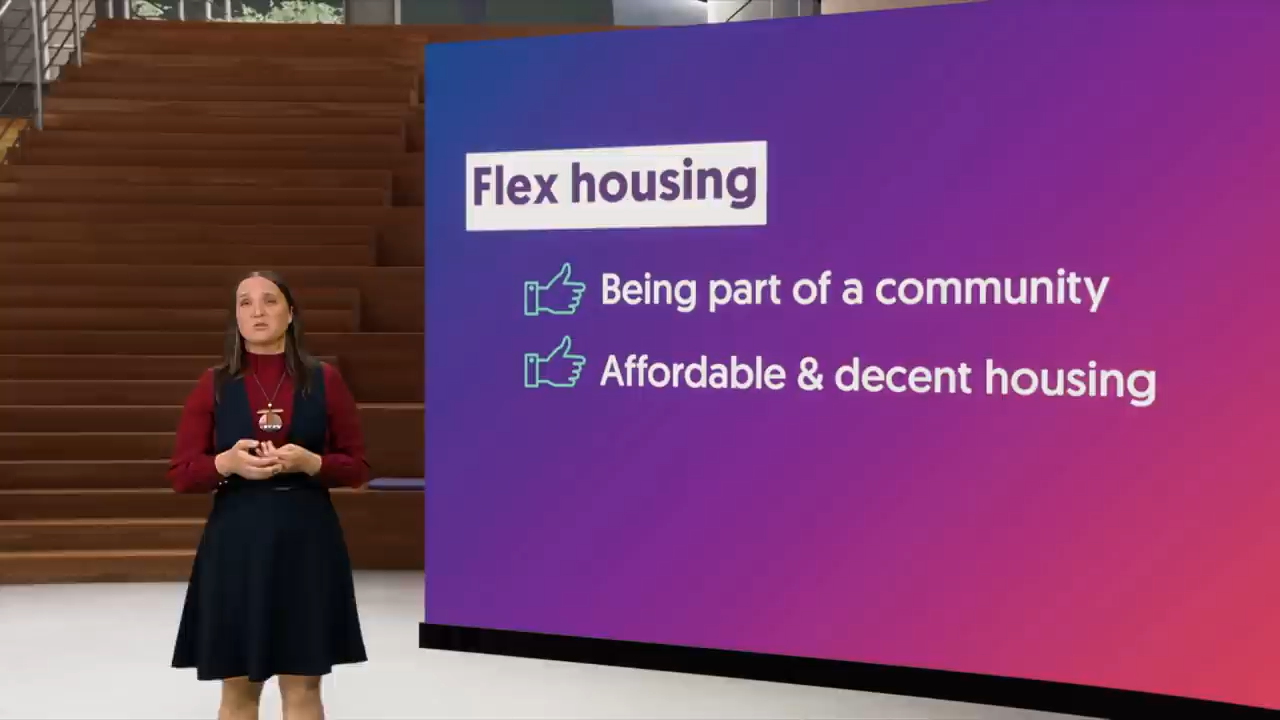 Flex housing
Being part of a community
Affordable & decent housing